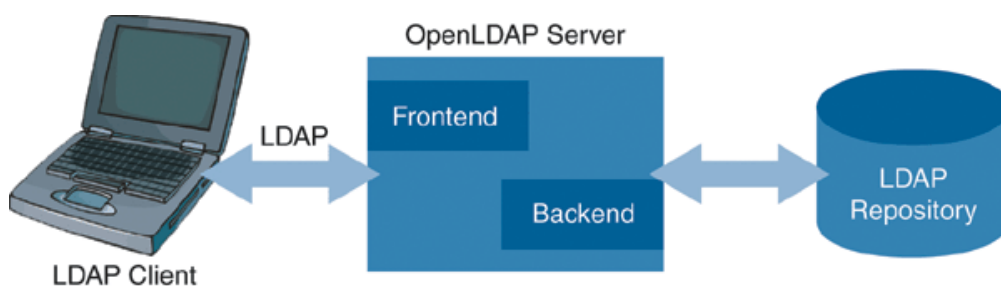 OpenLDAP Server
Frontend
LDAP
Backend
LDAP
Repository
LDAP Client